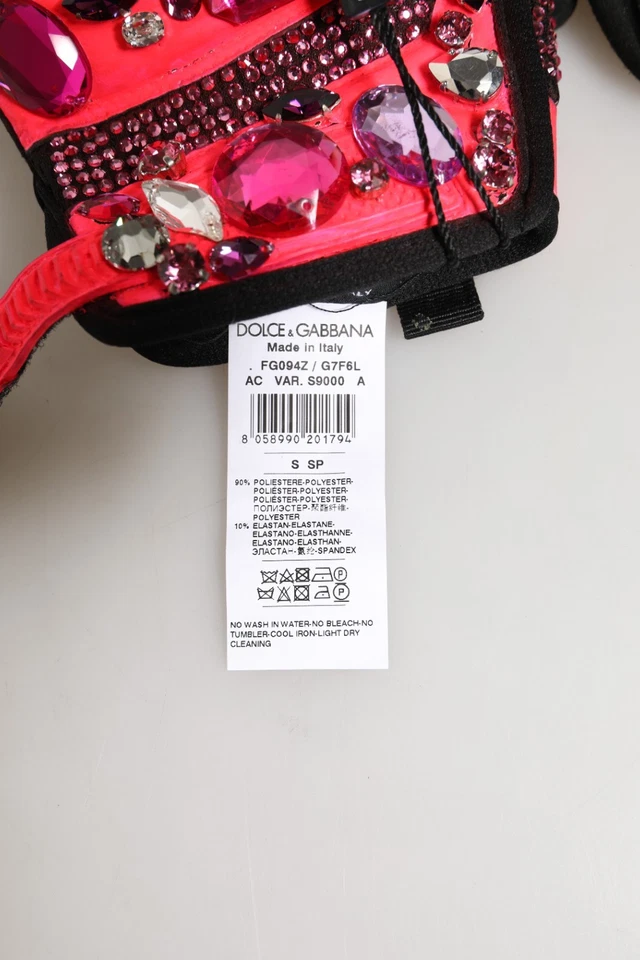 DOLCE & GABBANA
Made in Italy
. FG094Z / G7F6L
AC VAR. S9000 A
8 058990 201794
S SP
90% POLIESTERE-POLYESTER-
POLIÉSTER-POLYESTER-
POLIÉSTER-POLYESTER-
ПОЛИЭСТЕР-聚酯纤维-
POLYESTER
10% ELASTAN-ELASTANE-
ELASTANO-ELASTHANNE-
ELASTANO-ELASTHAN-
ЭЛАСТАН-氨纶-SPANDEX
P
P
NO WASH IN WATER-NO BLEACH-NO
TUMBLER-COOL IRON-LIGHT DRY
CLEANING